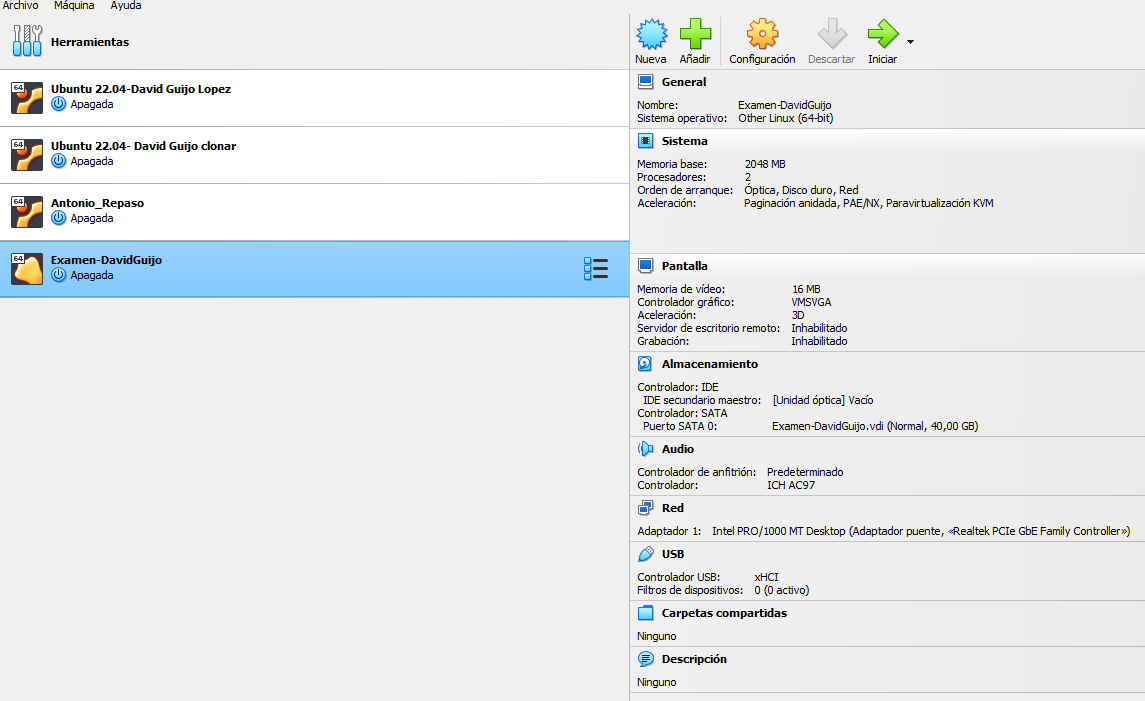 Archivo Máquina Ayuda
Herramientas
64 Ubuntu 22.04-David Guijo Lopez
Apagada
64 Ubuntu 22.04- David Guijo clonar
Apagada
64 Antonio_Repaso
Apagada
64 Examen-DavidGuijo
Apagada
Nueva Añadir Configuración Descartar Iniciar
General
Nombre: Examen-DavidGuijo
Sistema operativo: Other Linux (64-bit)
Sistema
Memoria base: 2048 MB
Procesadores: 2
Orden de arranque: Óptica, Disco duro, Red
Aceleración: Paginación anidada, PAE/NX, Paravirtualización KVM
Pantalla
Memoria de vídeo: 16 MB
Controlador gráfico: VMSVGA
Aceleración: 3D
Servidor de escritorio remoto: Inhabilitado
Grabación: Inhabilitado
Almacenamiento
Controlador: IDE
IDE secundario maestro: [Unidad óptica] Vacío
Controlador: SATA
Puerto SATA 0: Examen-DavidGuijo.vdi (Normal, 40,00 GB)
Audio
Controlador de anfitrión: Predeterminado
Controlador: ICH AC97
Red
Adaptador 1: Intel PRO/1000 MT Desktop (Adaptador puente, «Realtek PCIe GbE Family Controller»)
USB
Controlador USB: xHCI
Filtros de dispositivos: 0 (0 activo)
Carpetas compartidas
Ninguno
Descripción
Ninguno